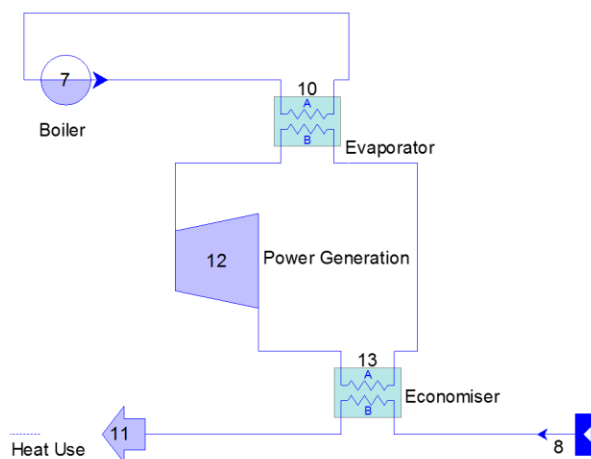 7
Boiler
10
A
B
Evaporator
12
Power Generation
13
A
B
Economiser
11
8
Heat Use